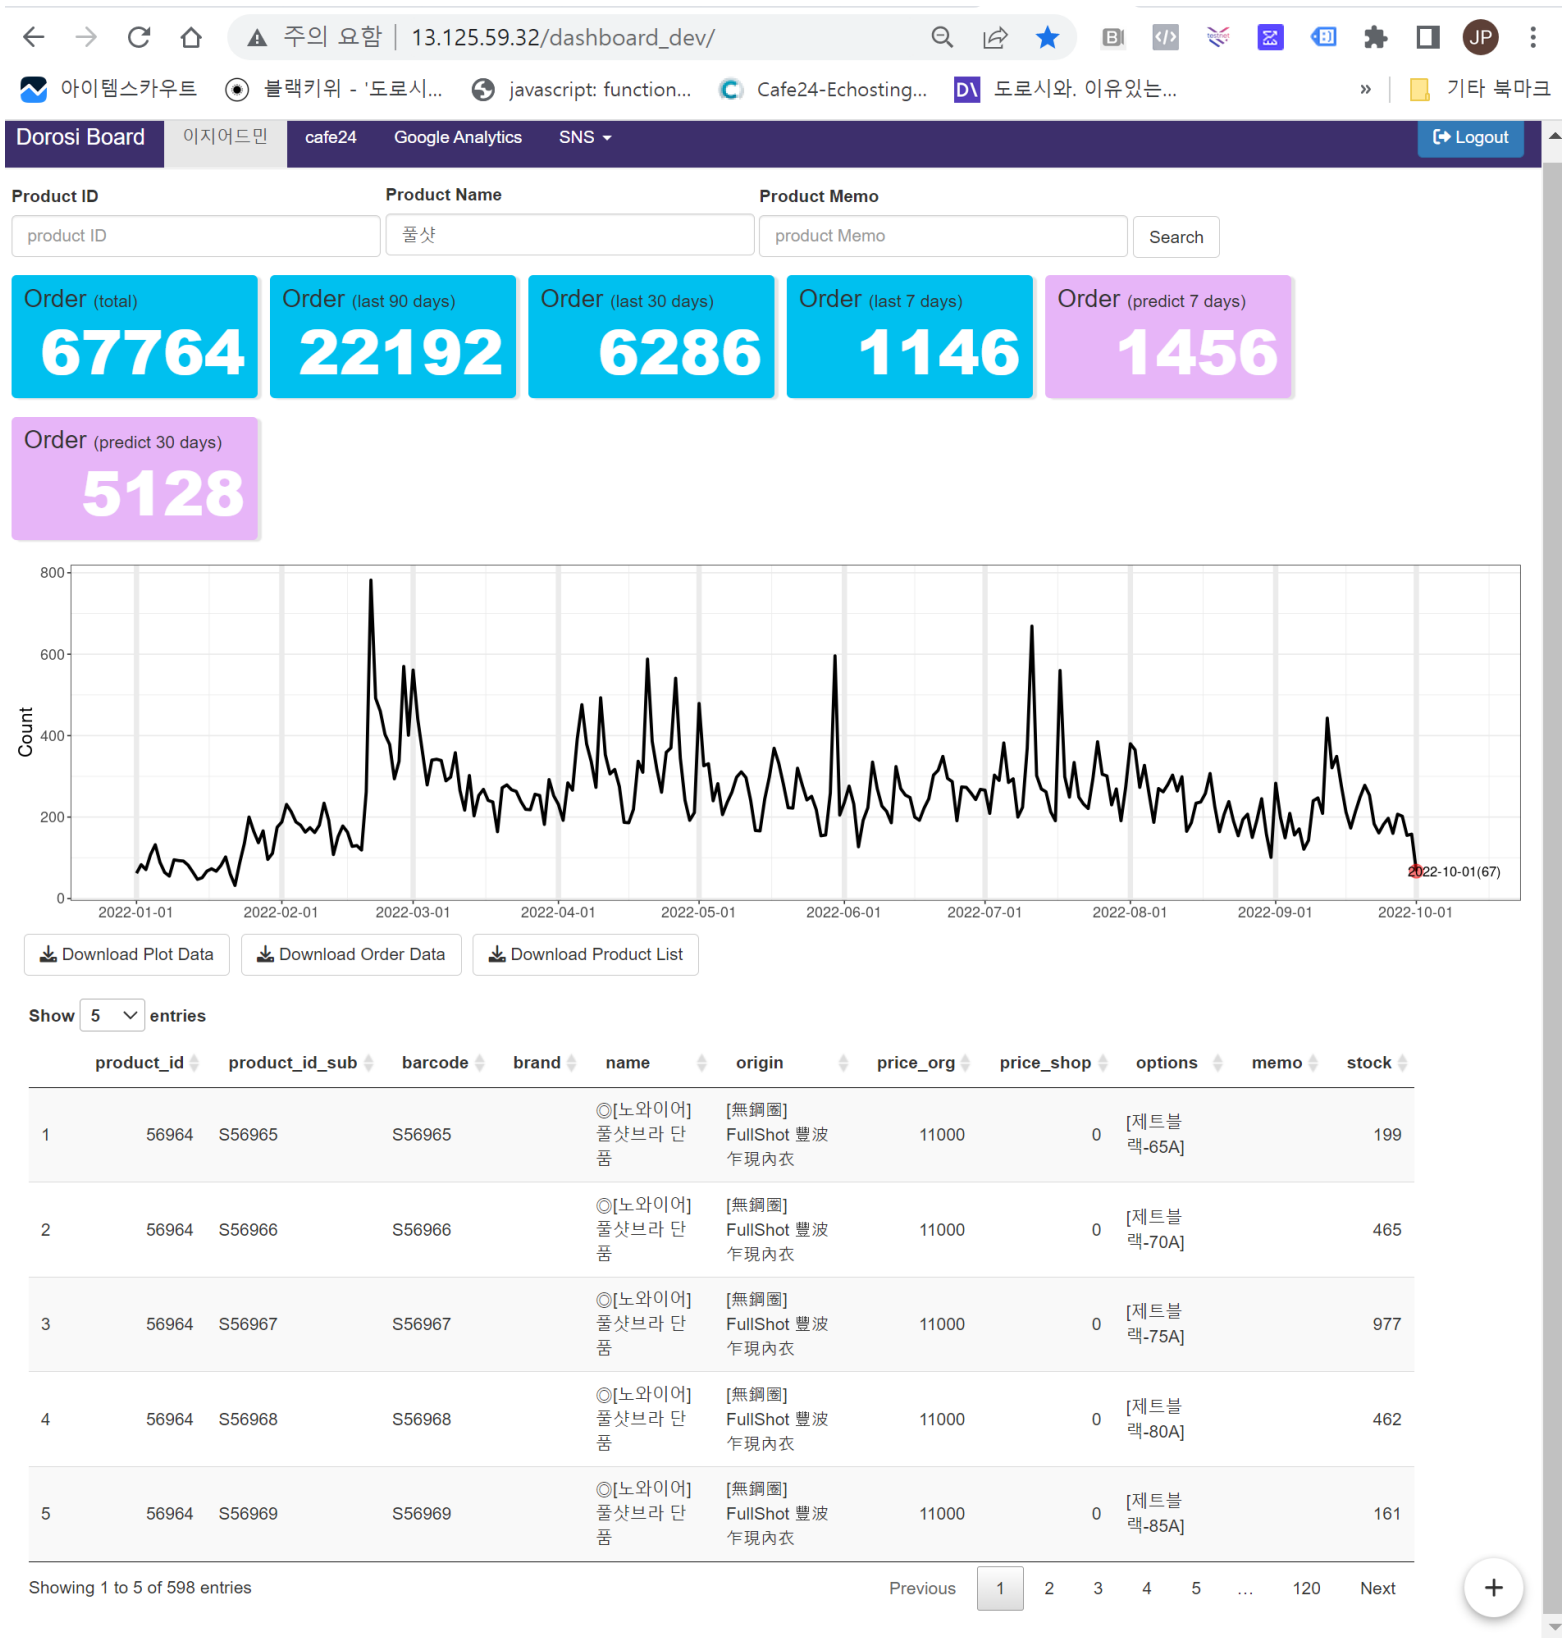 주의 요함 | 13.125.59.32/dashboard_dev/
JP
아이템스카우트 블랙키위 - '도로시... javascript: function... Cafe24-Echosting... D\ 도로시와. 이유있는... » 기타 북마크
Dorosi Board 이지어드민 cafe24 Google Analytics SNS Logout
Product ID Product Name Product Memo
product ID 풀샷 product Memo Search
Order (total) Order (last 90 days) Order (last 30 days) Order (last 7 days) Order (predict 7 days)
67764 22192 6286 1146 1456
Order (predict 30 days)
5128
Count
800
600
400
200
0
2022-10-01(67)
2022-01-01 2022-02-01 2022-03-01 2022-04-01 2022-05-01 2022-06-01 2022-07-01 2022-08-01 2022-09-01 2022-10-01
Download Plot Data Download Order Data Download Product List
Show 5 entries
product_id product_id_sub barcode brand name origin price_org price_shop options memo stock
1 56964 S56965 S56965 ◎[노와이어] 풀샷브라 단품 [無鋼圈] FullShot 豐波乍現內衣 11000 0 [제트블랙-65A] 199
2 56964 S56966 S56966 ◎[노와이어] 풀샷브라 단품 [無鋼圈] FullShot 豐波乍現內衣 11000 0 [제트블랙-70A] 465
3 56964 S56967 S56967 ◎[노와이어] 풀샷브라 단품 [無鋼圈] FullShot 豐波乍現內衣 11000 0 [제트블랙-75A] 977
4 56964 S56968 S56968 ◎[노와이어] 풀샷브라 단품 [無鋼圈] FullShot 豐波乍現內衣 11000 0 [제트블랙-80A] 462
5 56964 S56969 S56969 ◎[노와이어] 풀샷브라 단품 [無鋼圈] FullShot 豐波乍現內衣 11000 0 [제트블랙-85A] 161
Showing 1 to 5 of 598 entries Previous 1 2 3 4 5 … 120 Next
+